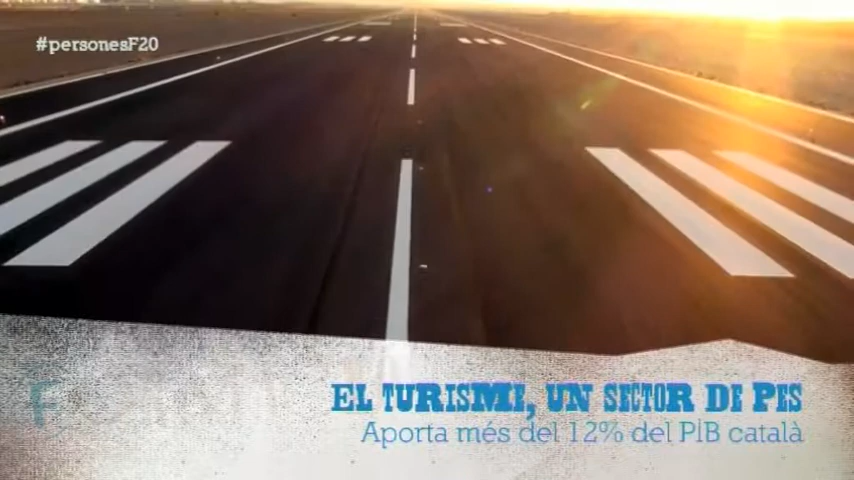 #personesF20
EL TURISME, UN SECTOR DE PES
Aporta més del 12% del PIB català